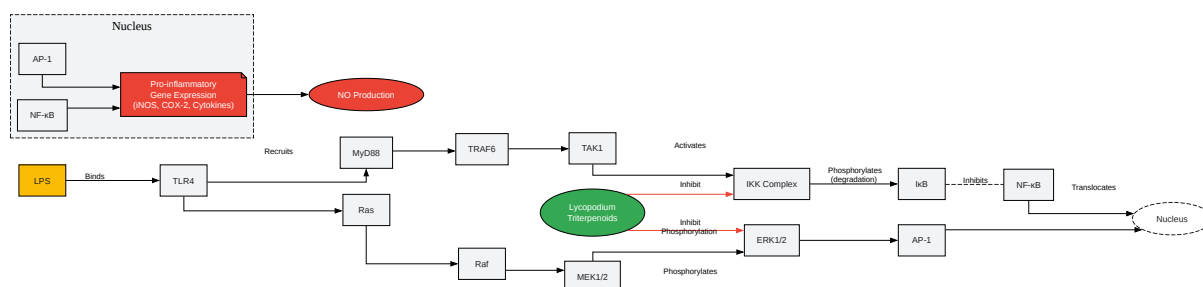 Nucleus
AP-1
NF-κB
Pro-inflammatory
Gene Expression
(iNOS, COX-2, Cytokines)
NO Production
LPS
Binds
TLR4
Recruits
MyD88
TRAF6
TAK1
Activates
IKK Complex
Phosphorylates
(degradation)
IκB
Inhibits
NF-κB
Translocates
Nucleus
Ras
Lycopodium
Triterpenoids
Inhibit
Inhibit
Phosphorylation
ERK1/2
AP-1
Raf
MEK1/2
Phosphorylates